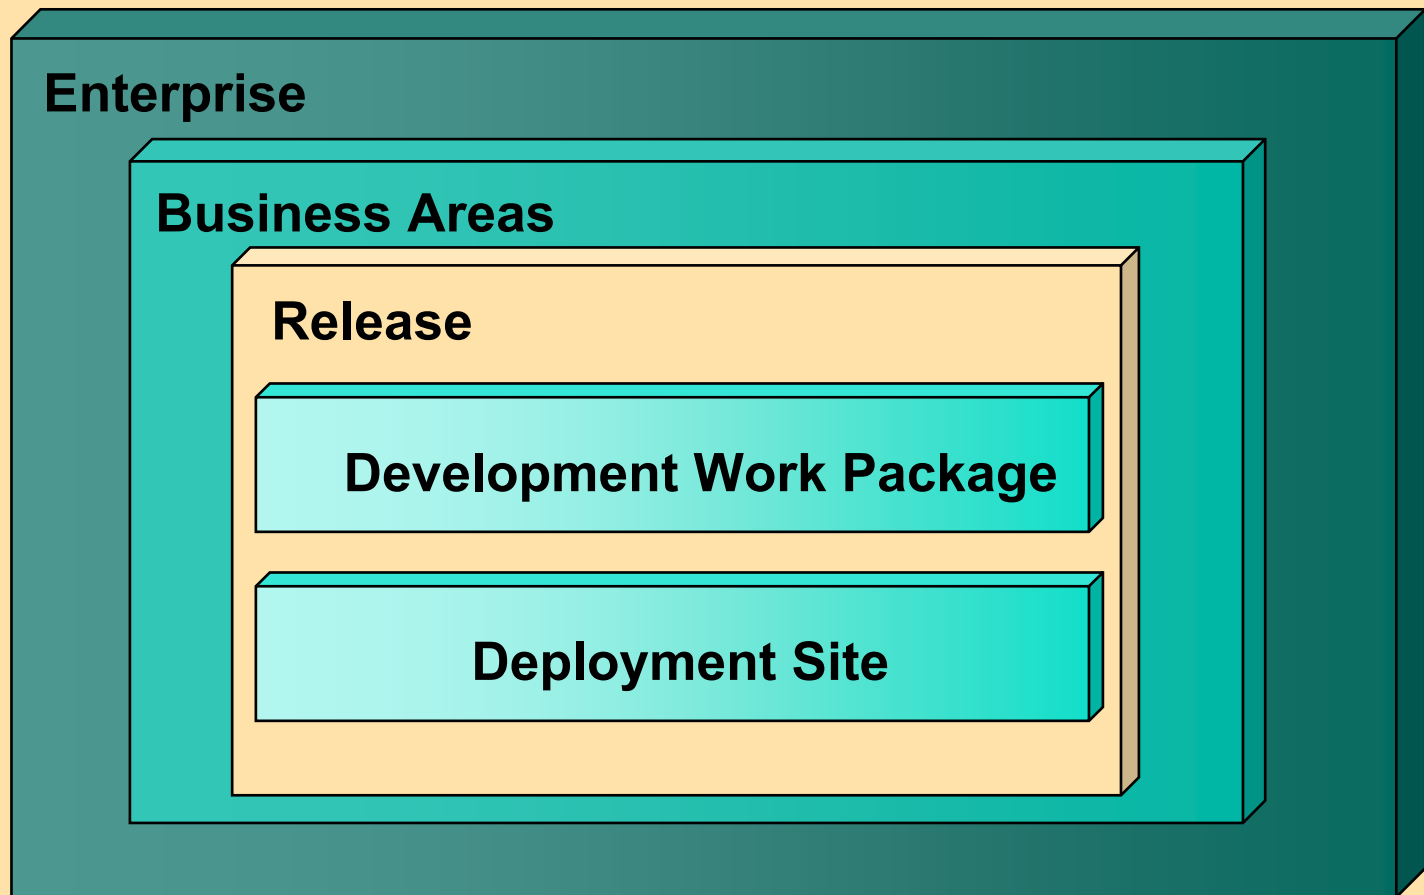 Enterprise
Business Areas
Release
Development Work Package
Deployment Site